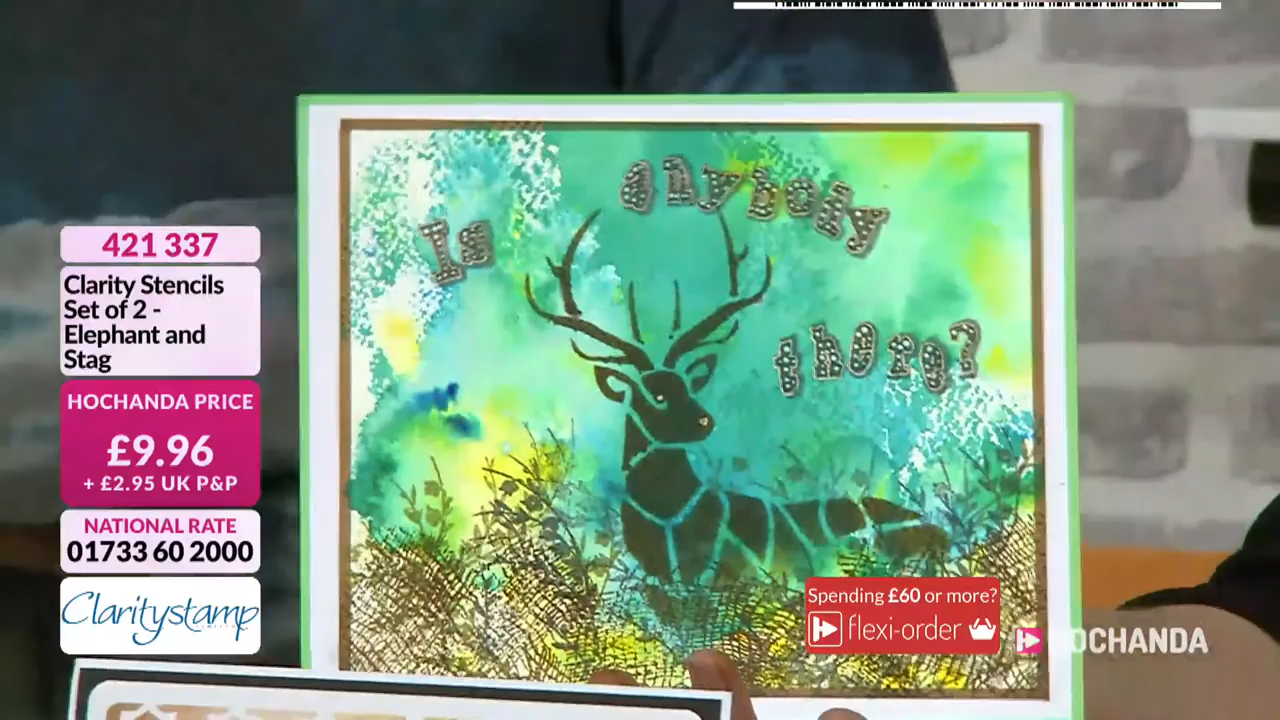 421 337
Clarity Stencils
Set of 2 -
Elephant and
Stag
HOCHANDA PRICE
£9.96
+ £2.95 UK P&P
NATIONAL RATE
01733 60 2000
Claritystamp
Is
anybody
there?
Spending £60 or more?
flexi-order
HOCHANDA